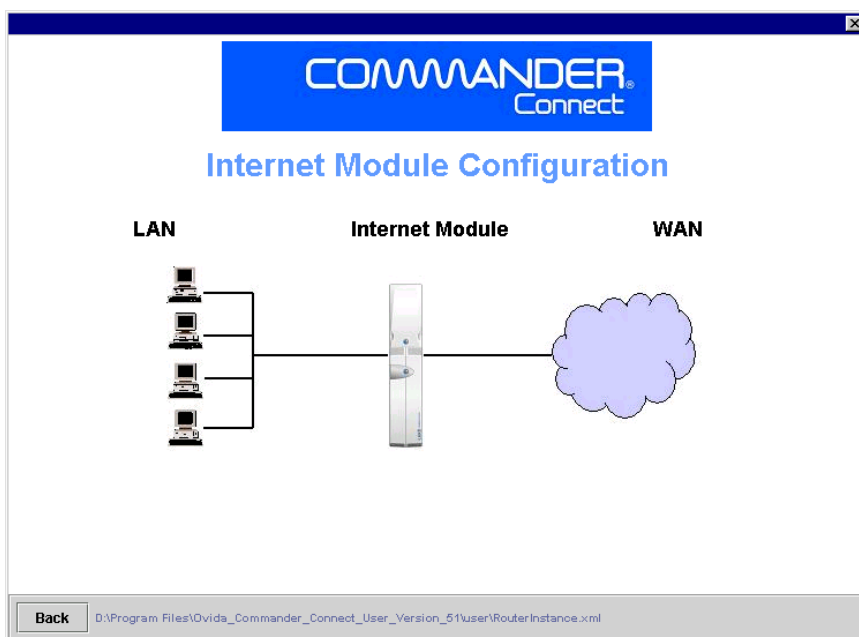 COMMANDER®
Connect
Internet Module Configuration
LAN Internet Module WAN
Back D:\Program Files\Ovida_Commander_Connect_User_Version_51\user\RouterInstance.xml